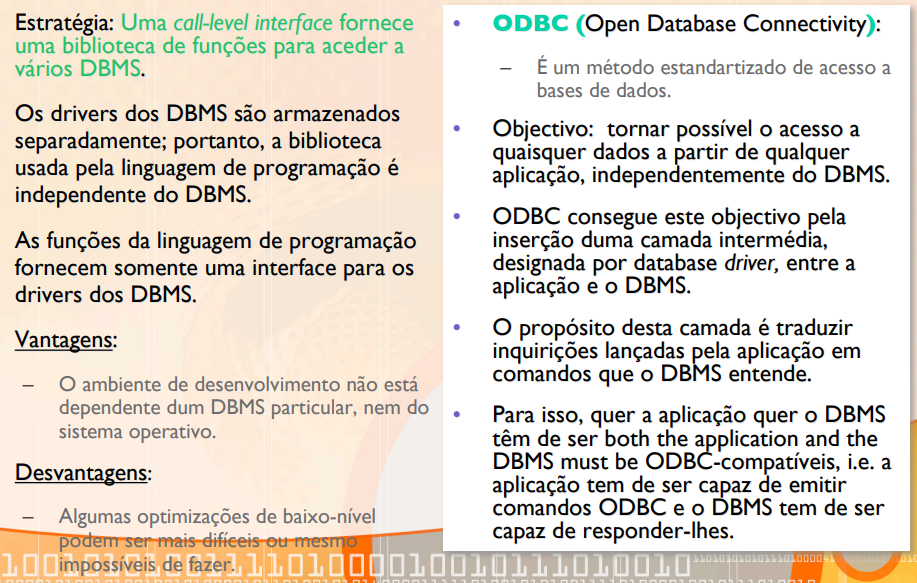 Estratégia: Uma call-level interface fornece
uma biblioteca de funções para aceder a
vários DBMS.
Os drivers dos DBMS são armazenados
separadamente; portanto, a biblioteca
usada pela linguagem de programação é
independente do DBMS.
As funções da linguagem de programação
fornecem somente uma interface para os
drivers dos DBMS.
Vantagens:
– O ambiente de desenvolvimento não está
dependente dum DBMS particular, nem do
sistema operativo.
Desvantagens:
– Algumas optimizações de baixo-nível
podem ser mais difíceis ou mesmo
impossíveis de fazer.
• ODBC (Open Database Connectivity):
– É um método estandartizado de acesso a
bases de dados.
• Objectivo: tornar possível o acesso a
quaisquer dados a partir de qualquer
aplicação, independentemente do DBMS.
• ODBC consegue este objectivo pela
inserção duma camada intermédia,
designada por database driver, entre a
aplicação e o DBMS.
• O propósito desta camada é traduzir
inquirições lançadas pela aplicação em
comandos que o DBMS entende.
• Para isso, quer a aplicação quer o DBMS
têm de ser both the application and the
DBMS must be ODBC-compatíveis, i.e. a
aplicação tem de ser capaz de emitir
comandos ODBC e o DBMS tem de ser
capaz de responder-lhes.